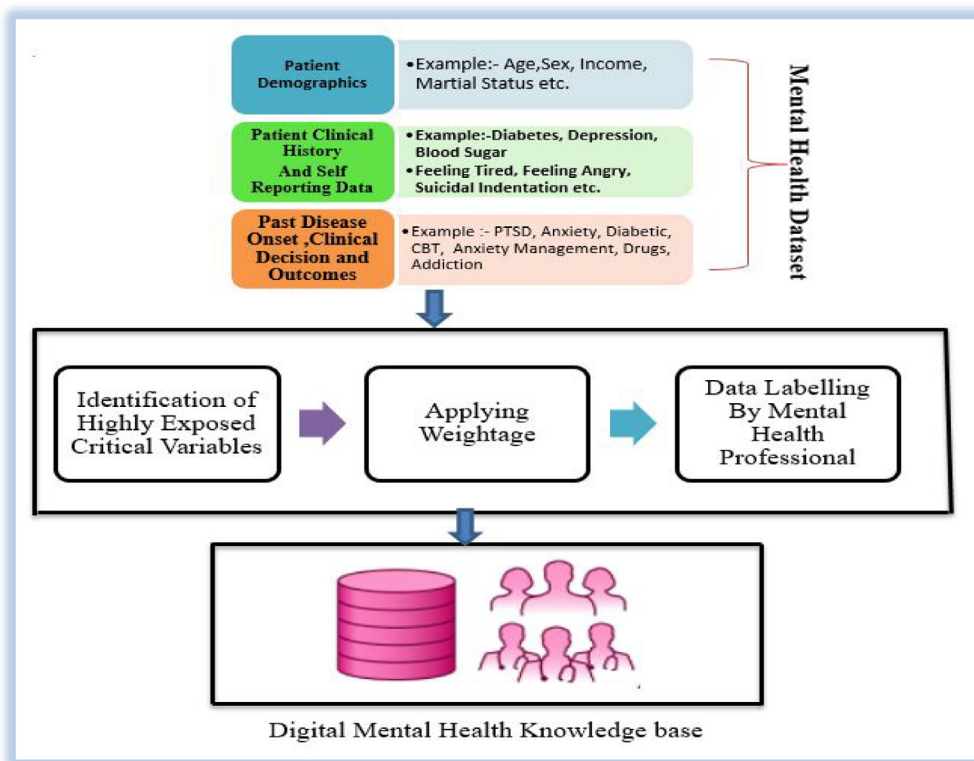 Patient
Demographics
•Example:- Age,Sex, Income,
Martial Status etc.
Patient Clinical
History
And Self
Reporting Data
•Example:-Diabetes, Depression,
Blood Sugar
•Feeling Tired, Feeling Angry,
Suicidal Indentation etc.
Past Disease
Onset ,Clinical
Decision and
Outcomes
•Example :- PTSD, Anxiety, Diabetic,
CBT, Anxiety Management, Drugs,
Addiction
Mental Health Dataset
Identification of
Highly Exposed
Critical Variables
Applying
Weightage
Data Labelling
By Mental
Health
Professional
Digital Mental Health Knowledge base